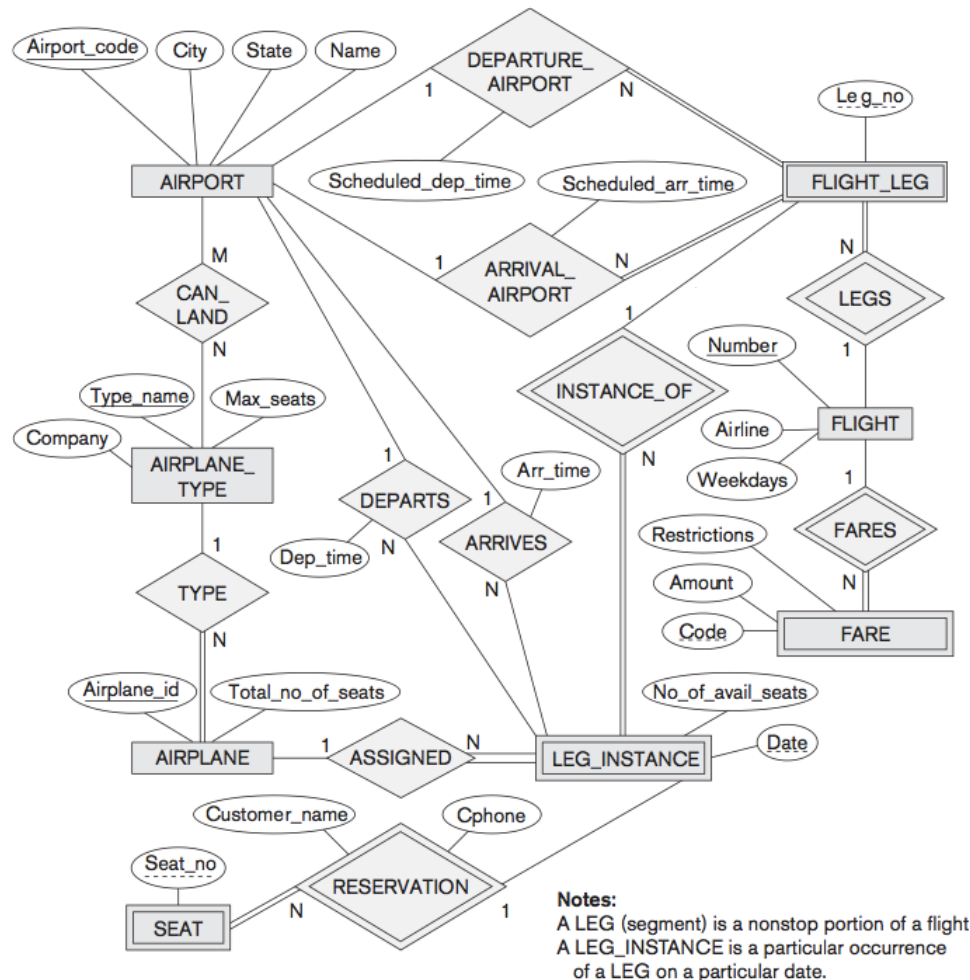 Airport_code
City
State
Name
DEPARTURE_
AIRPORT
1
N
Leg_no
AIRPORT
Scheduled_dep_time
Scheduled_arr_time
FLIGHT_LEG
M
1
ARRIVAL_
AIRPORT
N
N
CAN_
LAND
LEGS
N
1
Number
1
Type_name
Max_seats
INSTANCE_OF
FLIGHT
Company
Airline
AIRPLANE_
TYPE
1
Arr_time
N
Weekdays
1
DEPARTS
1
1
ARRIVES
Restrictions
FARES
Dep_time
N
TYPE
N
Amount
N
N
Code
FARE
Airplane_id
Total_no_of_seats
No_of_avail_seats
AIRPLANE
1
ASSIGNED
N
LEG_INSTANCE
Date
Customer_name
Cphone
Seat_no
RESERVATION
SEAT
N
1
Notes:
A LEG (segment) is a nonstop portion of a flight
A LEG_INSTANCE is a particular occurrence
of a LEG on a particular date.